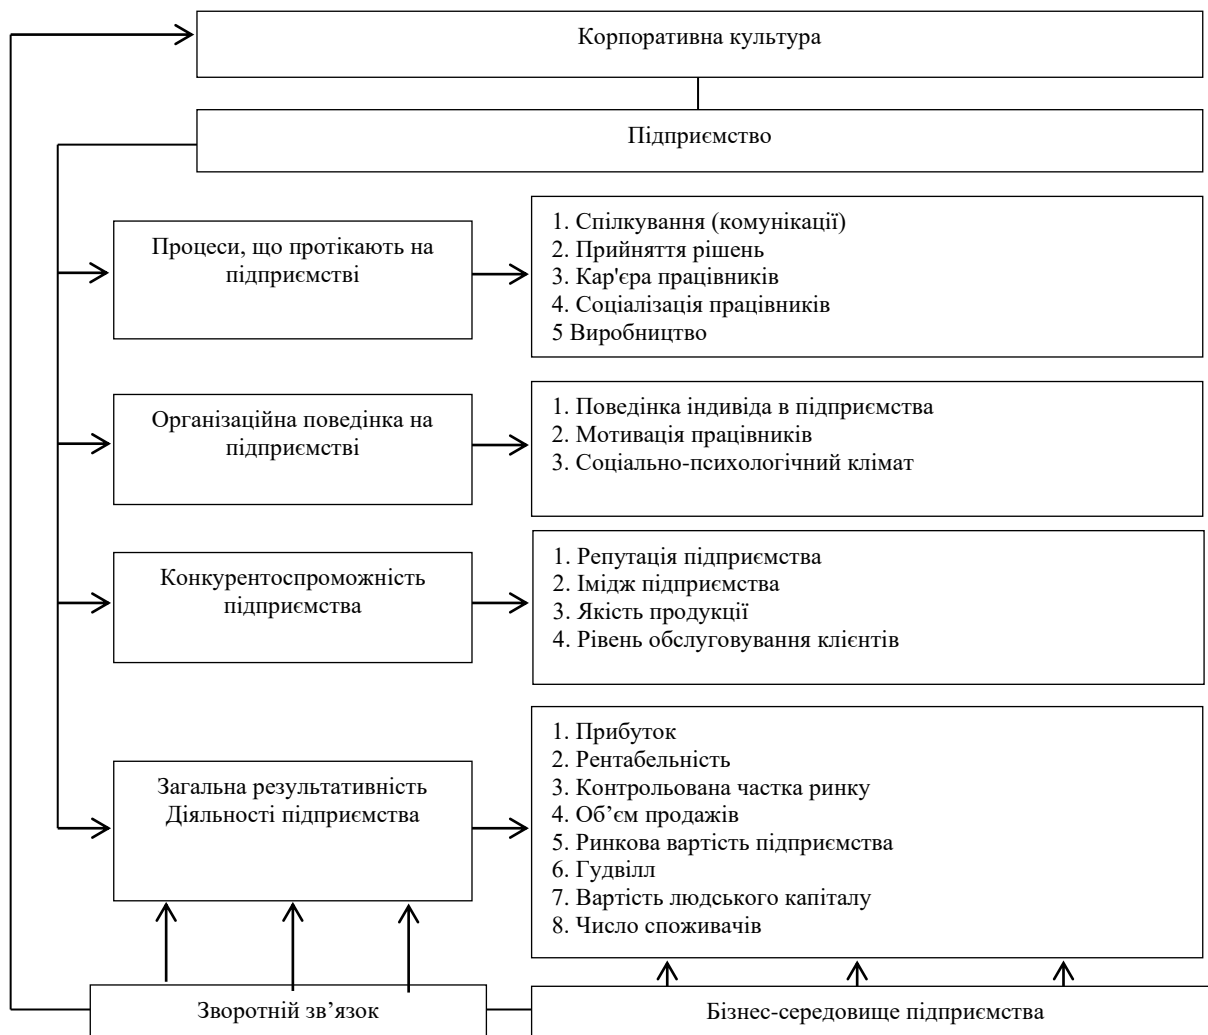 Корпоративна культура
Підприємство
Процеси, що протікають на
підприємстві
1. Спілкування (комунікації)
2. Прийняття рішень
3. Кар'єра працівників
4. Соціалізація працівників
5 Виробництво
Організаційна поведінка на
підприємстві
1. Поведінка індивіда в підприємства
2. Мотивація працівників
3. Соціально-психологічний клімат
Конкурентоспроможність
підприємства
1. Репутація підприємства
2. Імідж підприємства
3. Якість продукції
4. Рівень обслуговування клієнтів
Загальна результативність
Діяльності підприємства
1. Прибуток
2. Рентабельність
3. Контрольована частка ринку
4. Об’єм продажів
5. Ринкова вартість підприємства
6. Гудвілл
7. Вартість людського капіталу
8. Число споживачів
Зворотній зв’язок
Бізнес-середовище підприємства